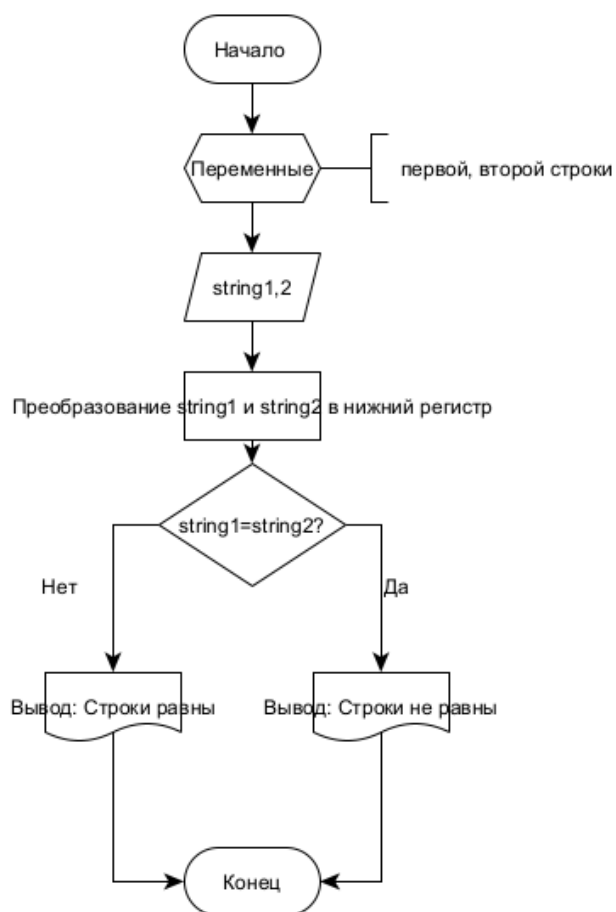 Начало
Переменные
первой, второй строки
string1,2
Преобразование string1 и string2 в нижний регистр
string1=string2?
Нет
Да
Вывод: Строки равны
Вывод: Строки не равны
Конец